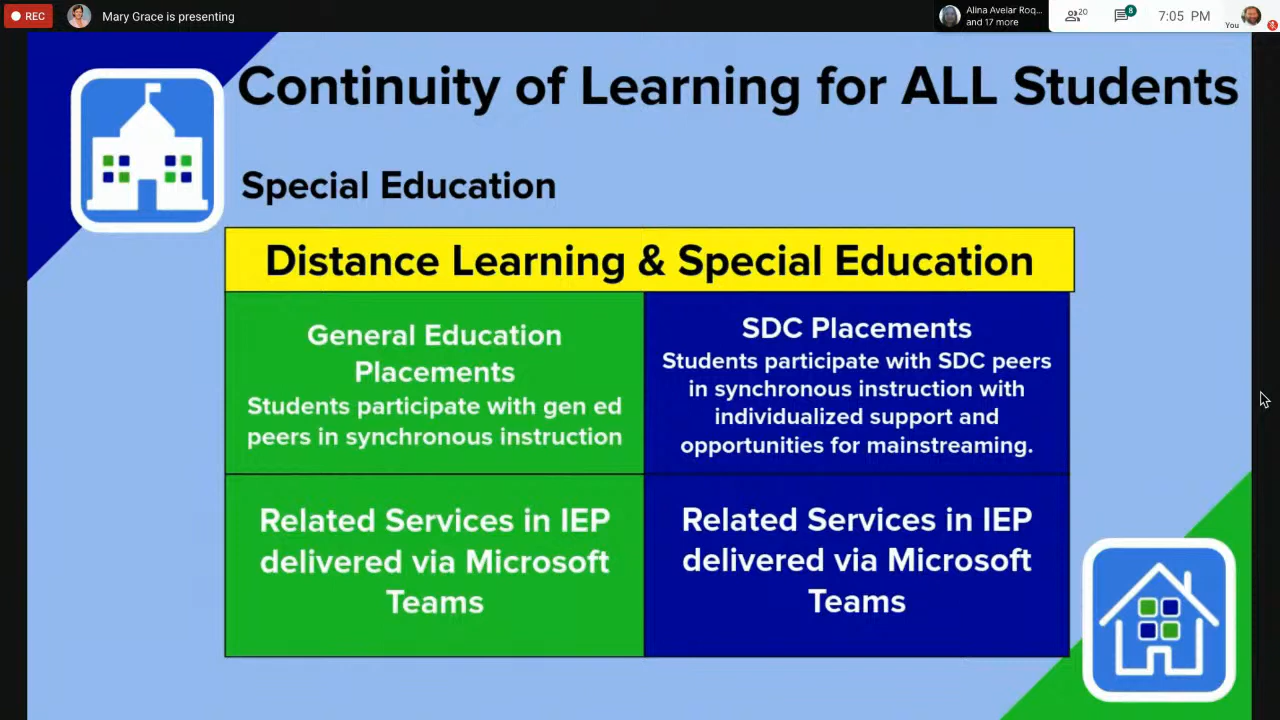 REC
Mary Grace is presenting
Alina Avelar Roq...
and 17 more
20
8
7:05 PM
You
Continuity of Learning for ALL Students
Special Education
Distance Learning & Special Education
General Education
Placements
Students participate with gen ed
peers in synchronous instruction
SDC Placements
Students participate with SDC peers
in synchronous instruction with
individualized support and
opportunities for mainstreaming.
Related Services in IEP
delivered via Microsoft
Teams
Related Services in IEP
delivered via Microsoft
Teams